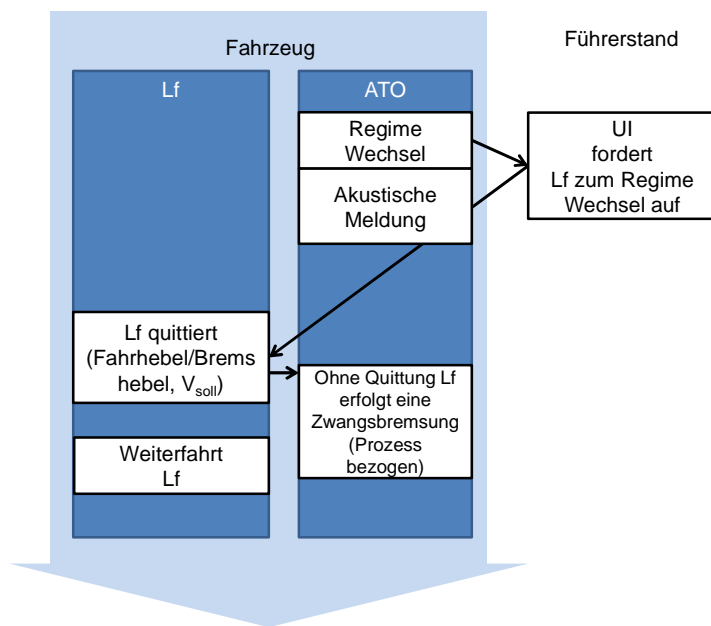 Fahrzeug
Führerstand
Lf
ATO
Regime
Wechsel
UI
fordert
Lf zum Regime
Wechsel auf
Akustische
Meldung
Lf quittiert
(Fahrhebel/Brems
hebel, Vsoll)
Ohne Quittung Lf
erfolgt eine
Zwangsbremsung
(Prozess
bezogen)
Weiterfahrt
Lf